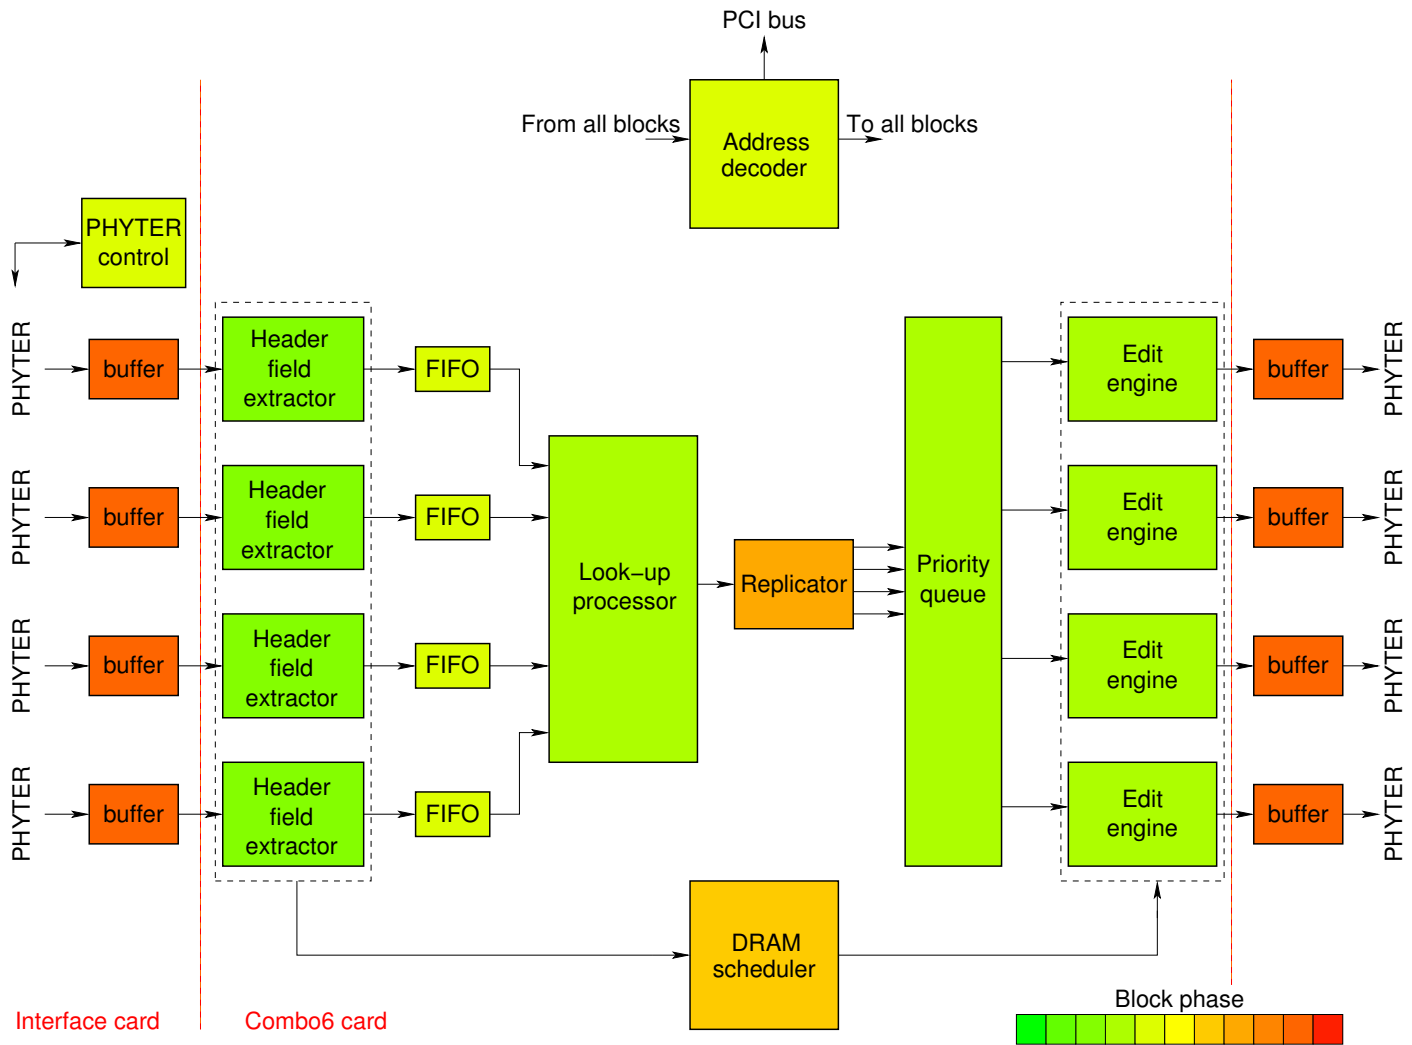 PCI bus
From all blocks
To all blocks
Address
decoder
PHYTER
control
PHYTER
buffer
Header
field
extractor
FIFO
Edit
engine
buffer
PHYTER
PHYTER
buffer
Header
field
extractor
FIFO
Look−up
processor
Replicator
Priority
queue
Edit
engine
buffer
PHYTER
PHYTER
buffer
Header
field
extractor
FIFO
Edit
engine
buffer
PHYTER
PHYTER
buffer
Header
field
extractor
FIFO
Edit
engine
buffer
PHYTER
DRAM
scheduler
Interface card
Combo6 card
Block phase